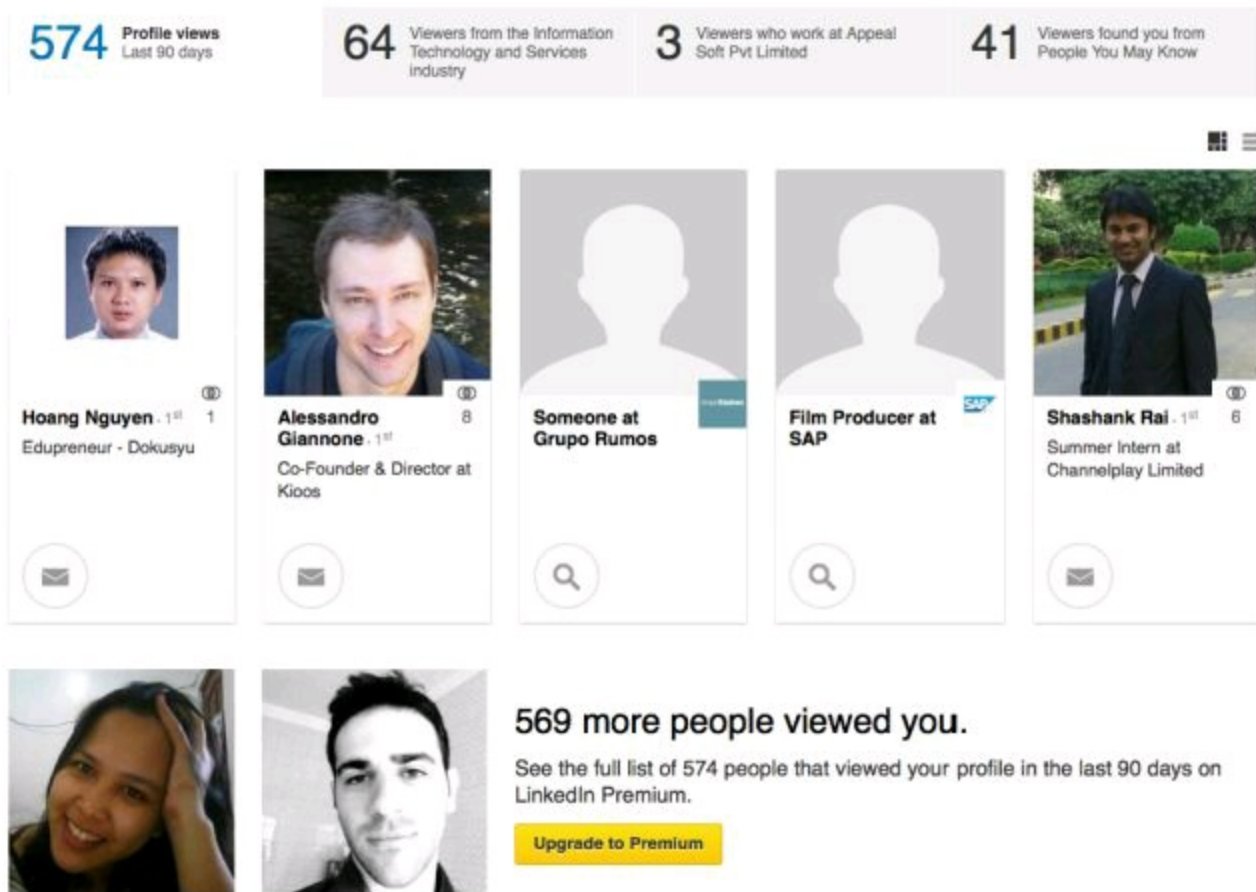 574 Profile views
Last 90 days
64 Viewers from the Information
Technology and Services
industry
3 Viewers who work at Appeal
Soft Pvt Limited
41 Viewers found you from
People You May Know
Hoang Nguyen · 1st 1
Edupreneur - Dokusyu
Alessandro 8
Giannone · 1st
Co-Founder & Director at
Kioos
Someone at
Grupo Rumos
Film Producer at
SAP
SAP
Shashank Rai · 1st 6
Summer Intern at
Channelplay Limited
569 more people viewed you.
See the full list of 574 people that viewed your profile in the last 90 days on
LinkedIn Premium.
Upgrade to Premium